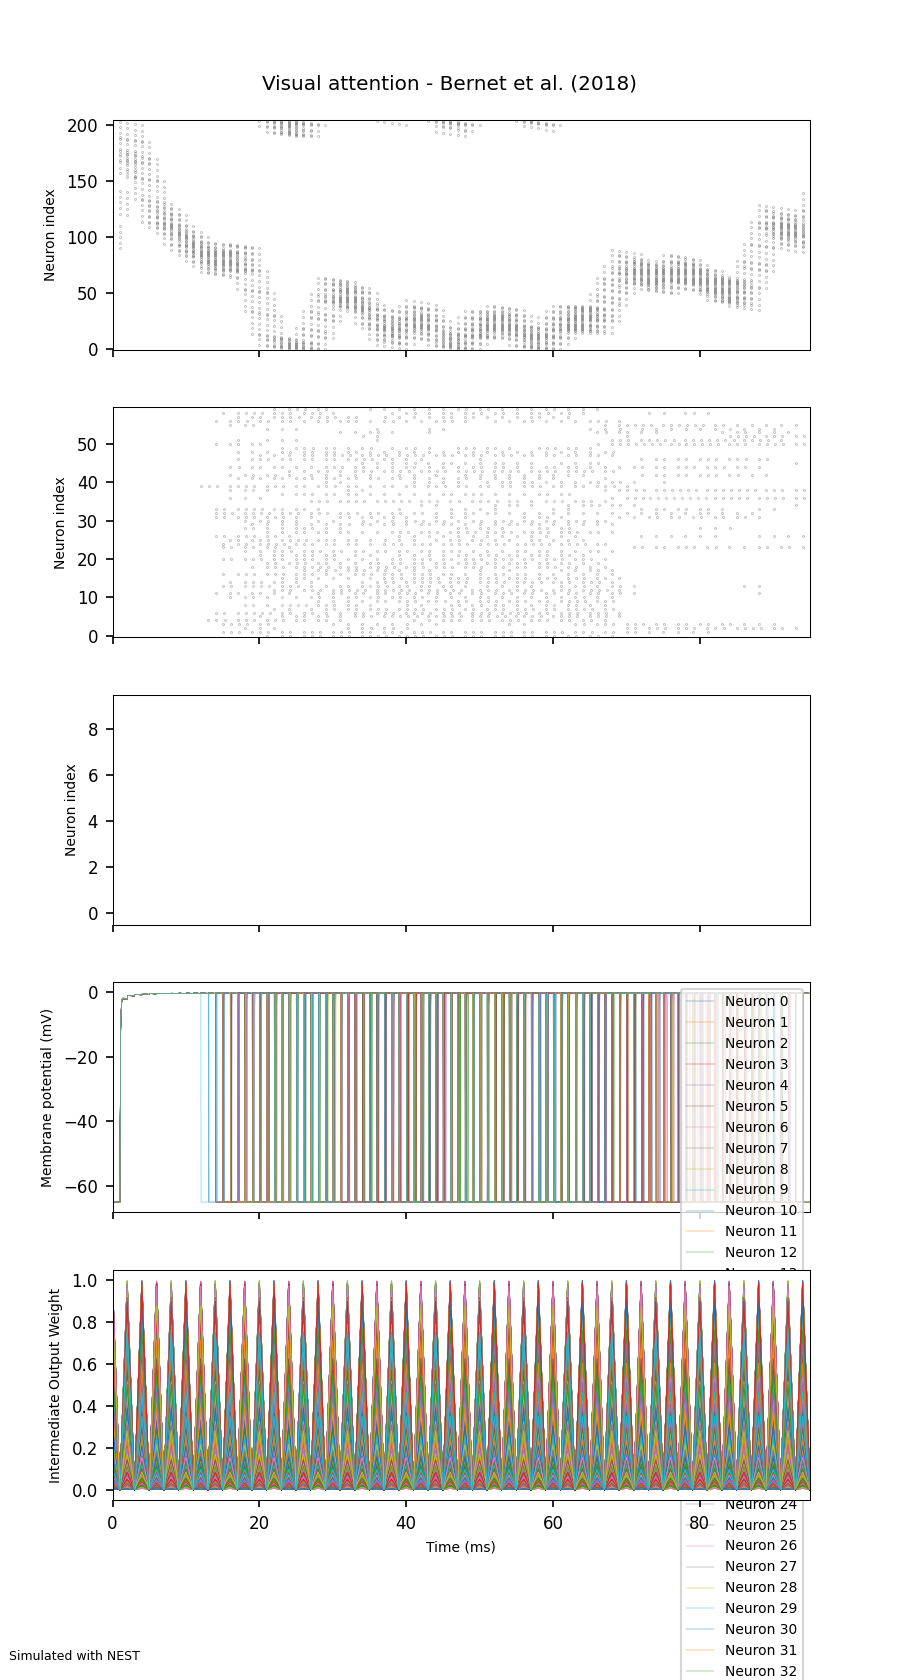 Visual attention - Bernet et al. (2018)
200
150
100
50
0
Neuron index
50
40
30
20
10
0
Neuron index
8
6
4
2
0
Neuron index
0
−20
−40
−60
Membrane potential (mV)
Neuron 0
Neuron 1
Neuron 2
Neuron 3
Neuron 4
Neuron 5
Neuron 6
Neuron 7
Neuron 8
Neuron 9
Neuron 10
Neuron 11
Neuron 12
1.0
0.8
0.6
0.4
0.2
0.0
Intermediate Output Weight
0 20 40 60 80
Time (ms)
Neuron 24
Neuron 25
Neuron 26
Neuron 27
Neuron 28
Neuron 29
Neuron 30
Neuron 31
Neuron 32
Simulated with NEST